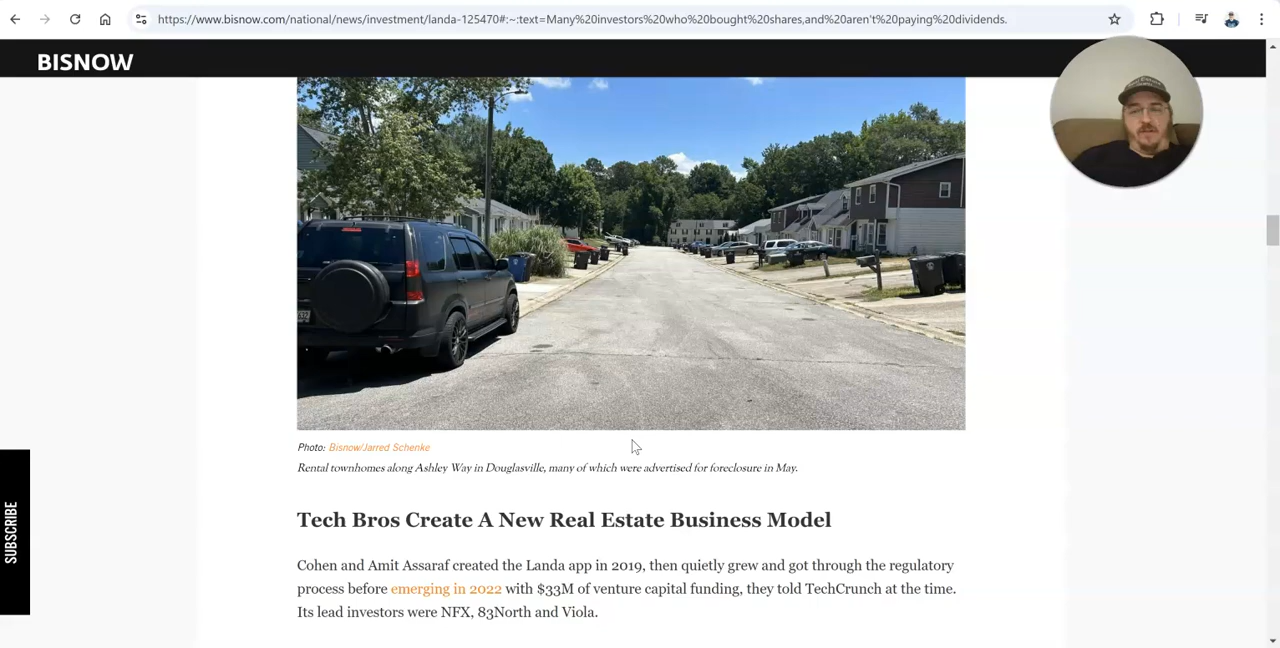 https://www.bisnow.com/national/news/investment/landa-125470#:~:text=Many%20investors%20who%20bought%20shares,and%20aren't%20paying%20dividends.
BISNOW
Photo: Bisnow/Jarred Schenke
Rental townhomes along Ashley Way in Douglasville, many of which were advertised for foreclosure in May.
Tech Bros Create A New Real Estate Business Model
Cohen and Amit Assaraf created the Landa app in 2019, then quietly grew and got through the regulatory
process before emerging in 2022 with $33M of venture capital funding, they told TechCrunch at the time.
Its lead investors were NFX, 83North and Viola.
SUBSCRIBE